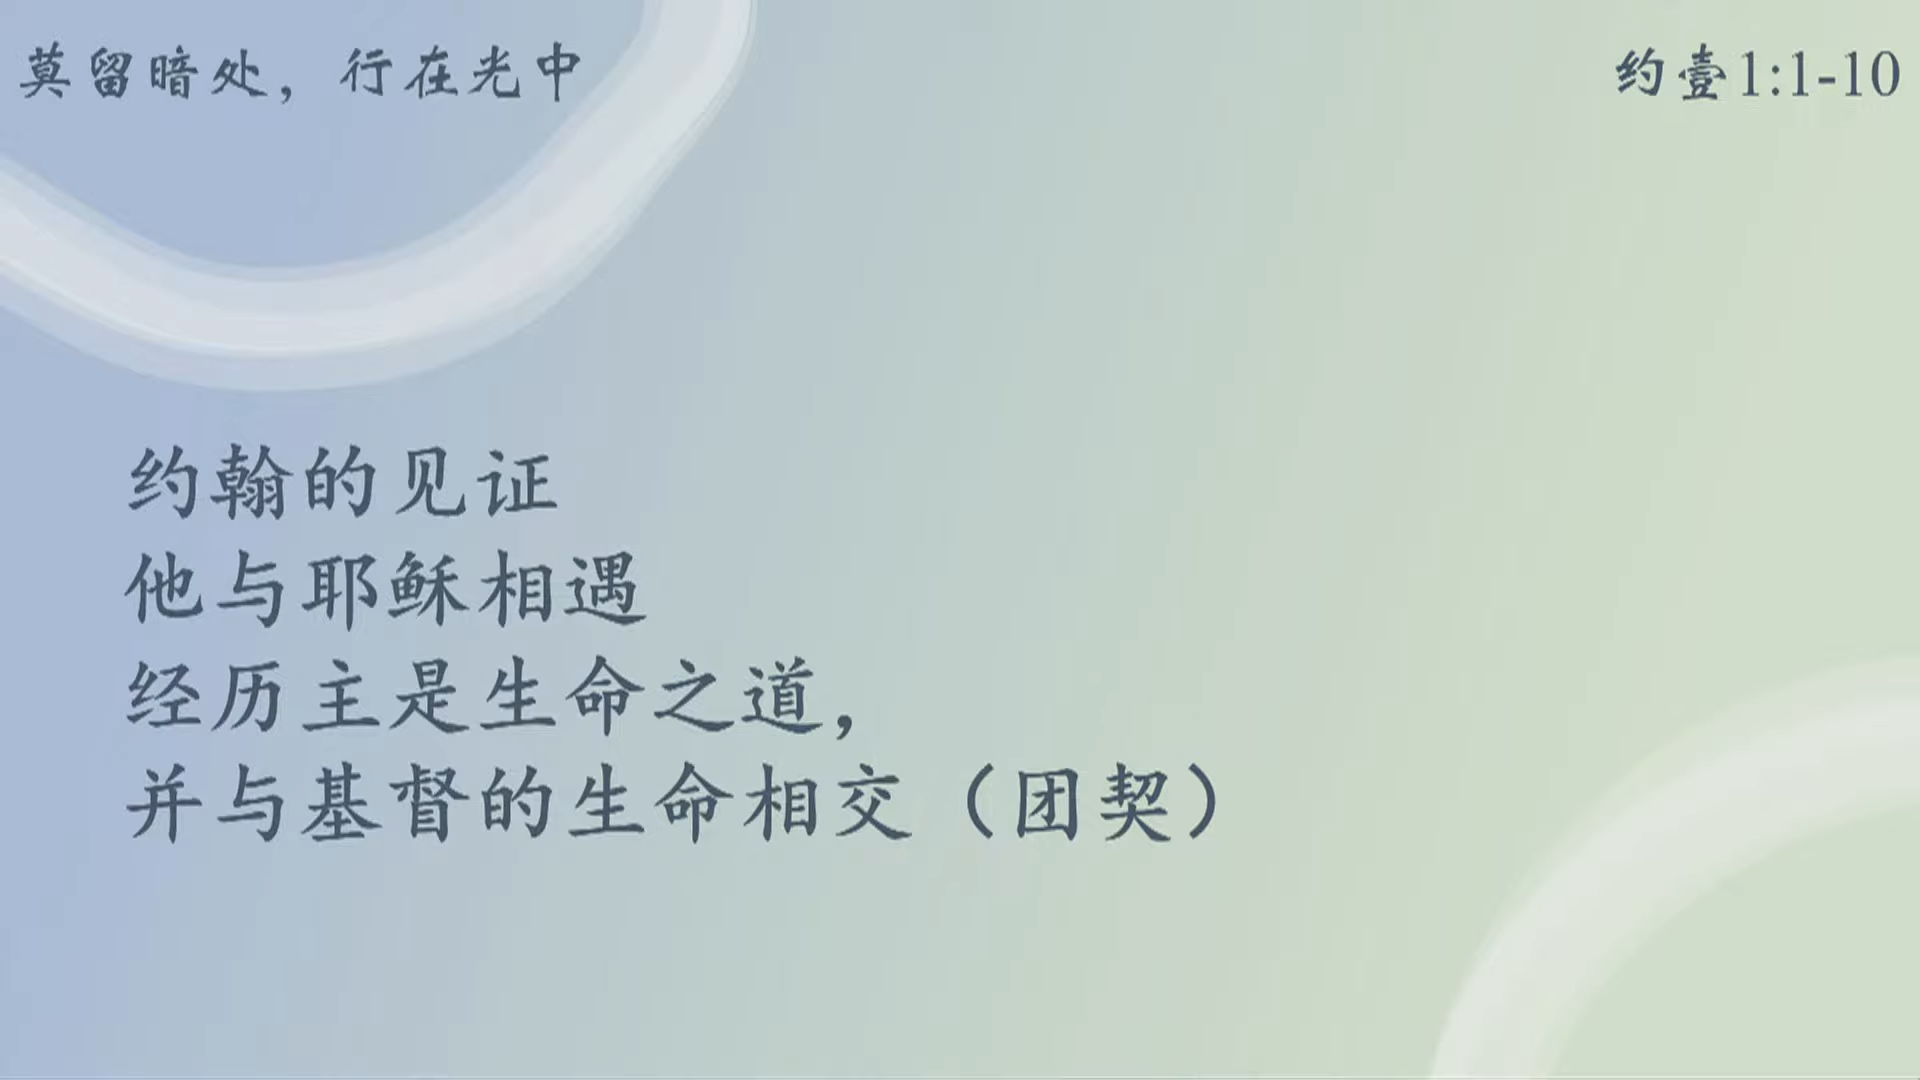 莫留暗处，行在光中
约壹1:1-10
约翰的见证
他与耶稣相遇
经历主是生命之道，
并与基督的生命相交（团契）